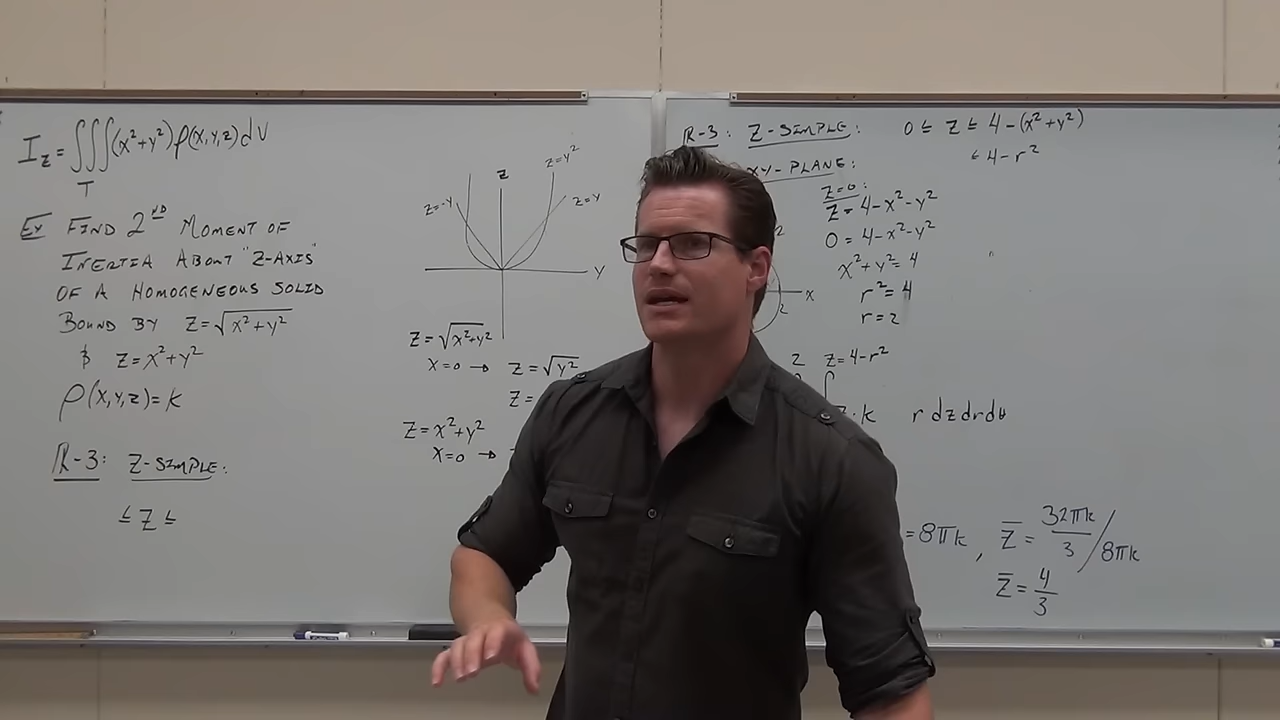 I_z = ∭_T (x²+y²) ρ(x,y,z) dV
Ex Find 2ND Moment of
Inertia About "Z-Axis"
of a Homogeneous Solid
Bound by z = √(x²+y²)
& z = x²+y²
ρ(x,y,z) = k
R-3: Z-Simple:
≤ z ≤
z=y²
z
z=-y
z=y
y
z = √(x²+y²)
x=0 → z = √y²
z =
z = x²+y²
x=0 →
R-3: Z-Simple: 0 ≤ z ≤ 4-(x²+y²)
≤ 4-r²
xy-Plane:
z=0:
z = 4-x²-y²
0 = 4-x²-y²
x²+y² = 4
r² = 4
r = 2
2
x
2
2 z=4-r²
∫
z·k r dz dr dθ
= 8πk, z̄ = 32πk/3 / 8πk
z̄ = 4/3